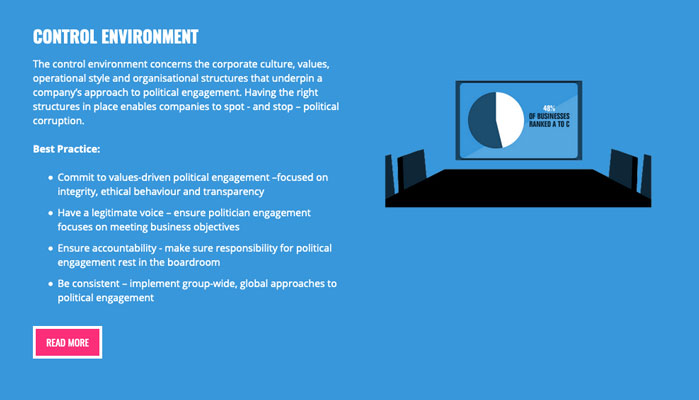 CONTROL ENVIRONMENT
The control environment concerns the corporate culture, values,
operational style and organisational structures that underpin a
company's approach to political engagement. Having the right
structures in place enables companies to spot - and stop – political
corruption.
Best Practice:
• Commit to values-driven political engagement –focused on
integrity, ethical behaviour and transparency
• Have a legitimate voice – ensure politician engagement
focuses on meeting business objectives
• Ensure accountability - make sure responsibility for political
engagement rest in the boardroom
• Be consistent – implement group-wide, global approaches to
political engagement
READ MORE
48%
OF BUSINESSES
RANKED A TO C